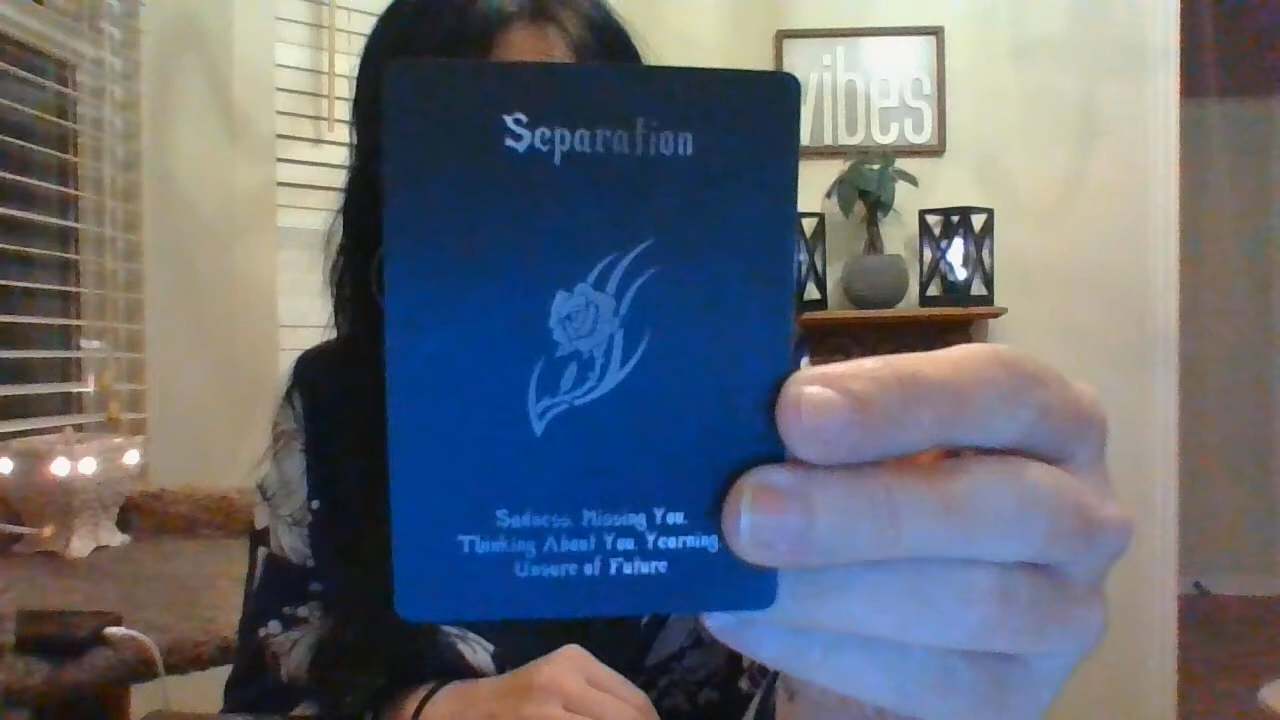 vibes
Separation
Sadness. Missing You.
Thinking About You. Yearning.
Unsure of Future